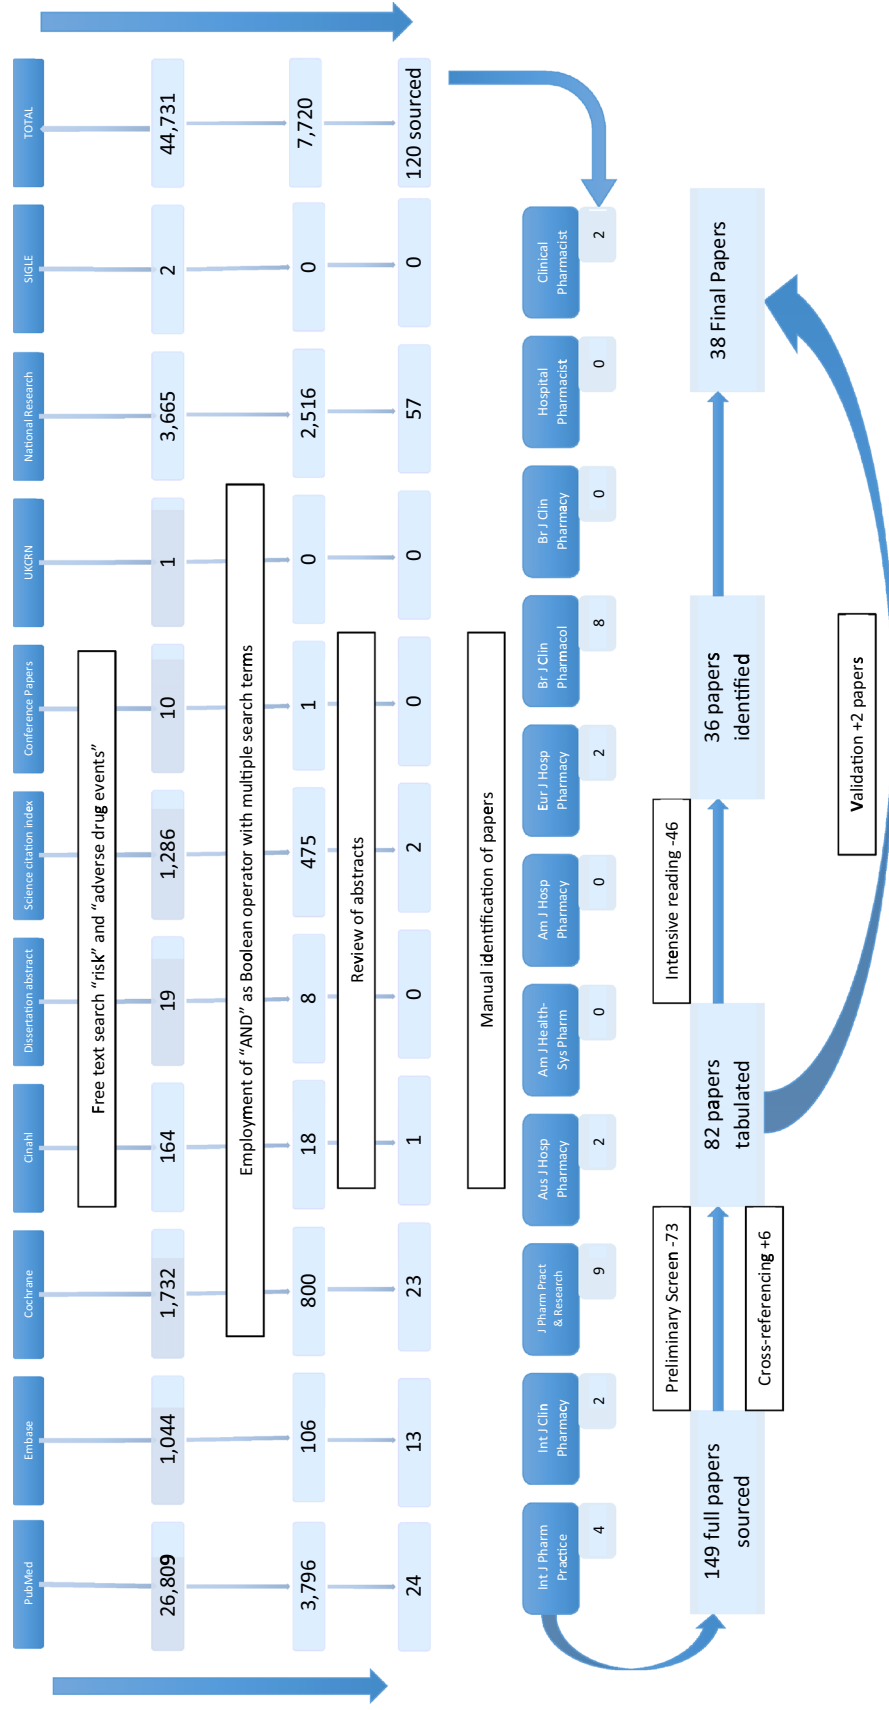 PubMed
Embase
Cochrane
Cinahl
Dissertation abstract
Science citation index
Conference Papers
UKCRN
National Research
SIGLE
TOTAL
Free text search “risk” and “adverse drug events”
26,809
1,044
1,732
164
19
1,286
10
1
3,665
2
44,731
Employment of “AND” as Boolean operator with multiple search terms
3,796
106
800
18
8
475
1
0
2,516
0
7,720
Review of abstracts
24
13
23
1
0
2
0
0
57
0
120 sourced
Manual identification of papers
Int J Pharm
Practice
4
Int J Clin
Pharmacy
2
J Pharm Pract
& Research
9
Aus J Hosp
Pharmacy
2
Am J Health-
Sys Pharm
0
Am J Hosp
Pharmacy
0
Eur J Hosp
Pharmacy
2
Br J Clin
Pharmacol
8
Br J Clin
Pharmacy
0
Hospital
Pharmacist
0
Clinical
Pharmacist
2
149 full papers
sourced
Preliminary Screen -73
Cross-referencing +6
82 papers
tabulated
Intensive reading -46
36 papers
identified
38 Final Papers
Validation +2 papers